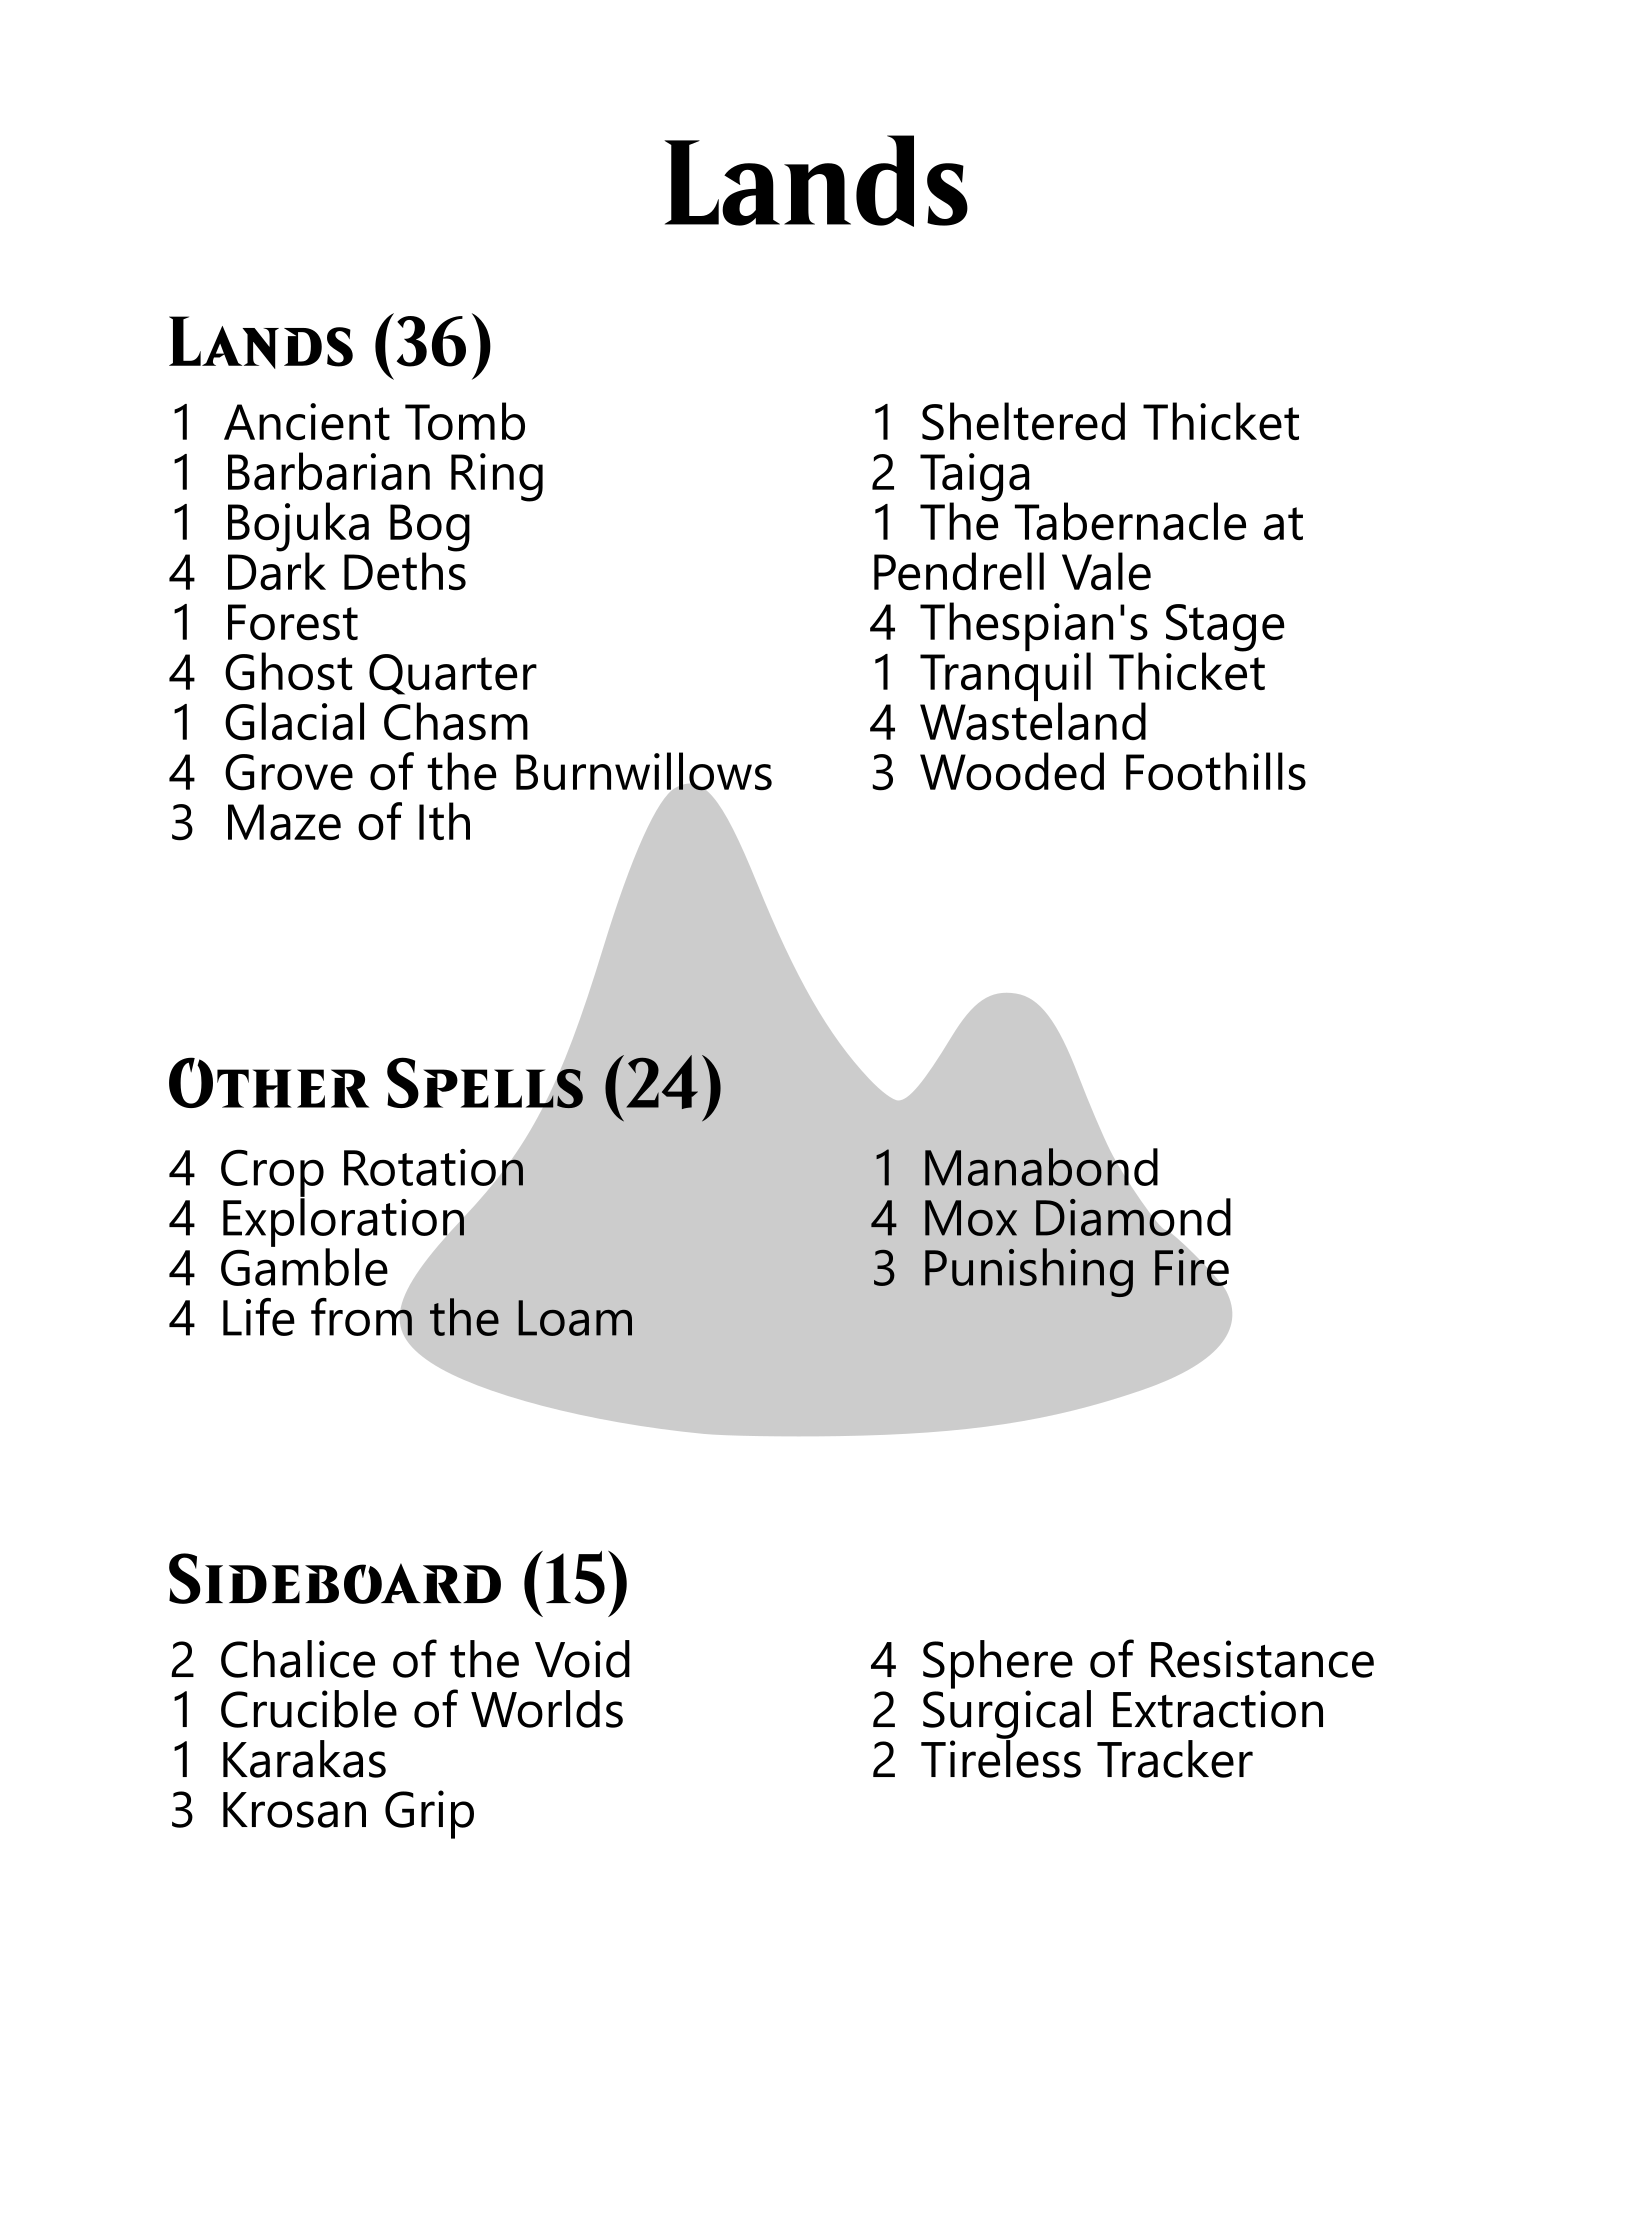 Lands
Lands (36)
1 Ancient Tomb
1 Barbarian Ring
1 Bojuka Bog
4 Dark Deths
1 Forest
4 Ghost Quarter
1 Glacial Chasm
4 Grove of the Burnwillows
3 Maze of Ith
1 Sheltered Thicket
2 Taiga
1 The Tabernacle at
Pendrell Vale
4 Thespian's Stage
1 Tranquil Thicket
4 Wasteland
3 Wooded Foothills
Other Spells (24)
4 Crop Rotation
4 Exploration
4 Gamble
4 Life from the Loam
1 Manabond
4 Mox Diamond
3 Punishing Fire
Sideboard (15)
2 Chalice of the Void
1 Crucible of Worlds
1 Karakas
3 Krosan Grip
4 Sphere of Resistance
2 Surgical Extraction
2 Tireless Tracker